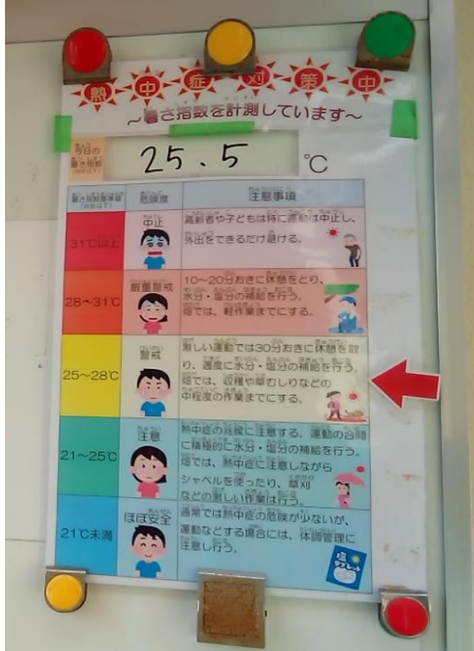 熱中症対策中
～暑さ指数を計測しています～
今日の
暑さ指数
25.5 ℃
危険度
注意事項
31℃以上
中止
高齢者や子どもは特に運動は中止し、
外出をできるだけ避ける。
28～31℃
厳重警戒
10～20分おきに休憩をとり、
水分・塩分の補給を行う。
畑では、軽作業までにする。
25～28℃
警戒
激しい運動では30分おきに休憩を取
り、適度に水分・塩分の補給を行う。
畑では、収穫や草むしりなどの
中程度の作業までにする。
21～25℃
注意
熱中症の兆候に注意する。運動の合間
に積極的に水分・塩分の補給を行う。
畑では、熱中症に注意しながら
シャベルを使ったり、草刈
などの激しい作業は行う。
21℃未満
ほぼ安全
通常では熱中症の危険が少ないが、
運動などする場合には、体調管理に
注意し行う。
塩
タブレット